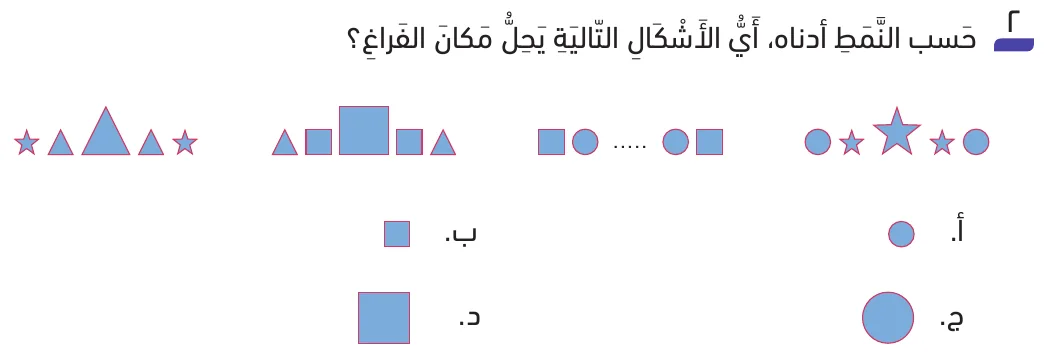 ٢ حَسب النَّمَطِ أدناه، أَيُّ الأَشْكَالِ التّاليَةِ يَحِلُّ مَكانَ الفَراغِ؟
.....
أ. ب.
ج. د.